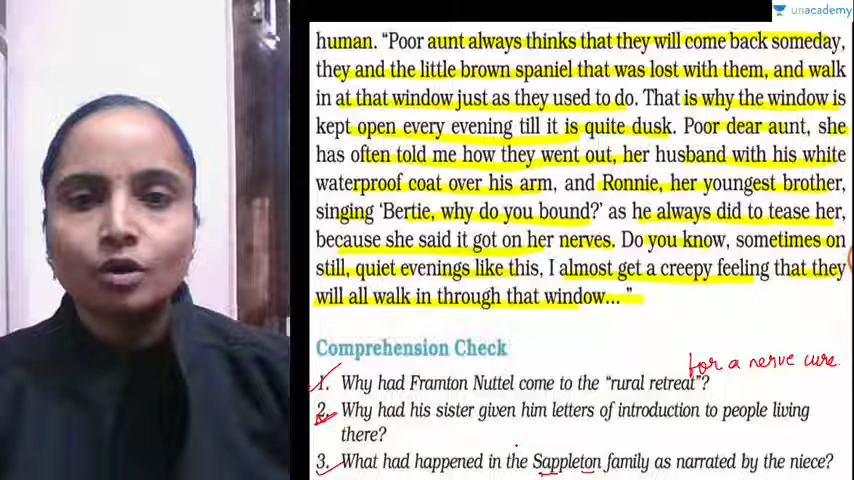 unacademy
human. “Poor aunt always thinks that they will come back someday,
they and the little brown spaniel that was lost with them, and walk
in at that window just as they used to do. That is why the window is
kept open every evening till it is quite dusk. Poor dear aunt, she
has often told me how they went out, her husband with his white
waterproof coat over his arm, and Ronnie, her youngest brother,
singing ‘Bertie, why do you bound?’ as he always did to tease her,
because she said it got on her nerves. Do you know, sometimes on
still, quiet evenings like this, I almost get a creepy feeling that they
will all walk in through that window... ”
Comprehension Check
for a nerve cure
1. Why had Framton Nuttel come to the “rural retreat”?
2. Why had his sister given him letters of introduction to people living
there?
3. What had happened in the Sappleton family as narrated by the niece?